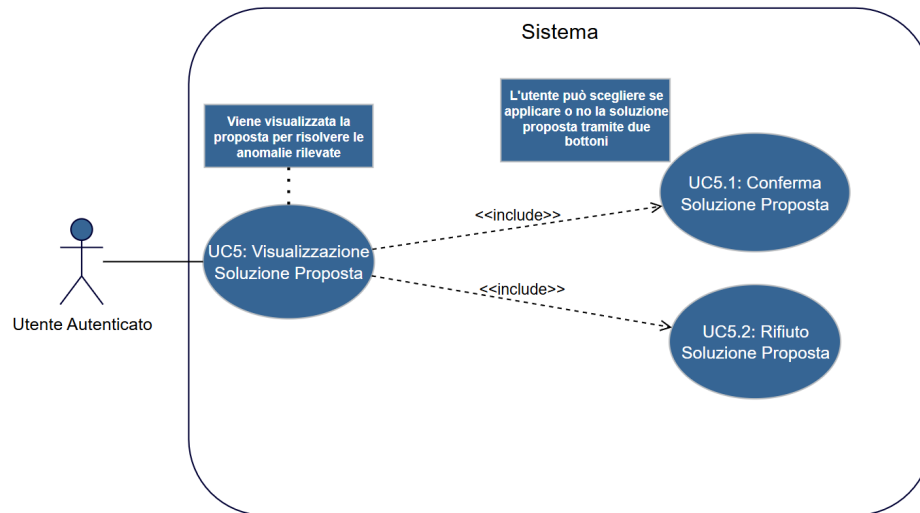 Sistema
Viene visualizzata la
proposta per risolvere le
anomalie rilevate
L'utente può scegliere se
applicare o no la soluzione
proposta tramite due
bottoni
UC5: Visualizzazione
Soluzione Proposta
<<include>>
UC5.1: Conferma
Soluzione Proposta
<<include>>
UC5.2: Rifiuto
Soluzione Proposta
Utente Autenticato